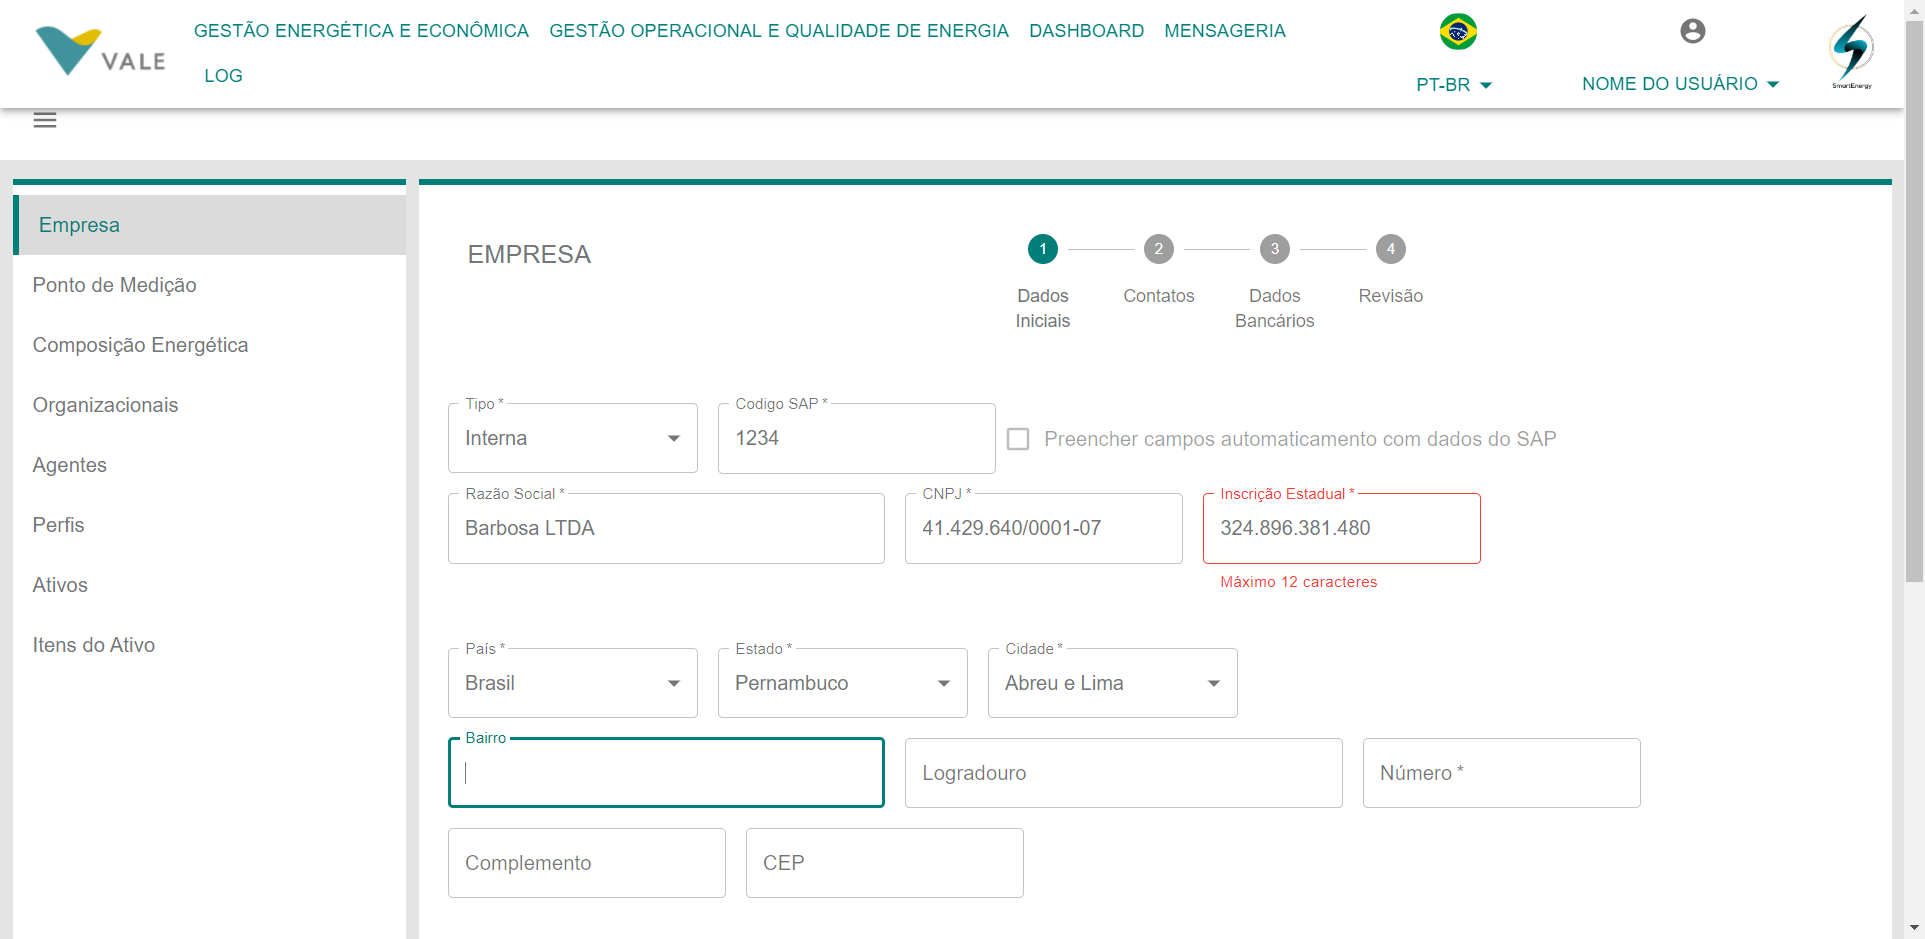 VALE
GESTÃO ENERGÉTICA E ECONÔMICA GESTÃO OPERACIONAL E QUALIDADE DE ENERGIA DASHBOARD MENSAGERIA
LOG
PT-BR
NOME DO USUÁRIO
SmartEnergy
Empresa
Ponto de Medição
Composição Energética
Organizacionais
Agentes
Perfis
Ativos
Itens do Ativo
EMPRESA
1 2 3 4
Dados Iniciais
Contatos
Dados Bancários
Revisão
Tipo *
Interna
Codigo SAP *
1234
Preencher campos automaticamento com dados do SAP
Razão Social *
Barbosa LTDA
CNPJ *
41.429.640/0001-07
Inscrição Estadual *
324.896.381.480
Máximo 12 caracteres
País *
Brasil
Estado *
Pernambuco
Cidade *
Abreu e Lima
Bairro
Logradouro
Número *
Complemento
CEP